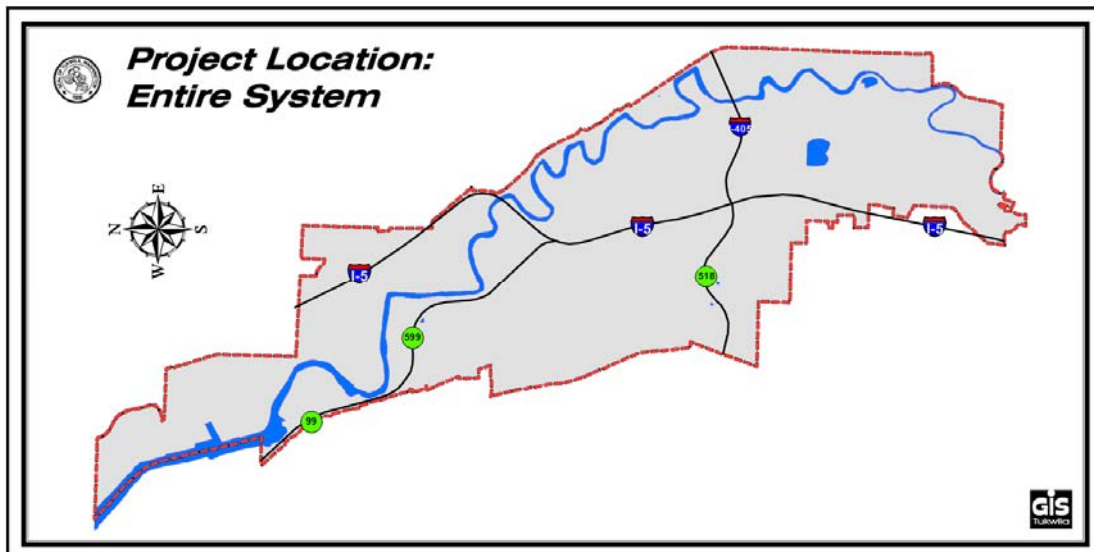 Project Location:
Entire System
I-405
E
N
S
W
I-5
I-5
I-5
518
599
99
GIS
Tukwila